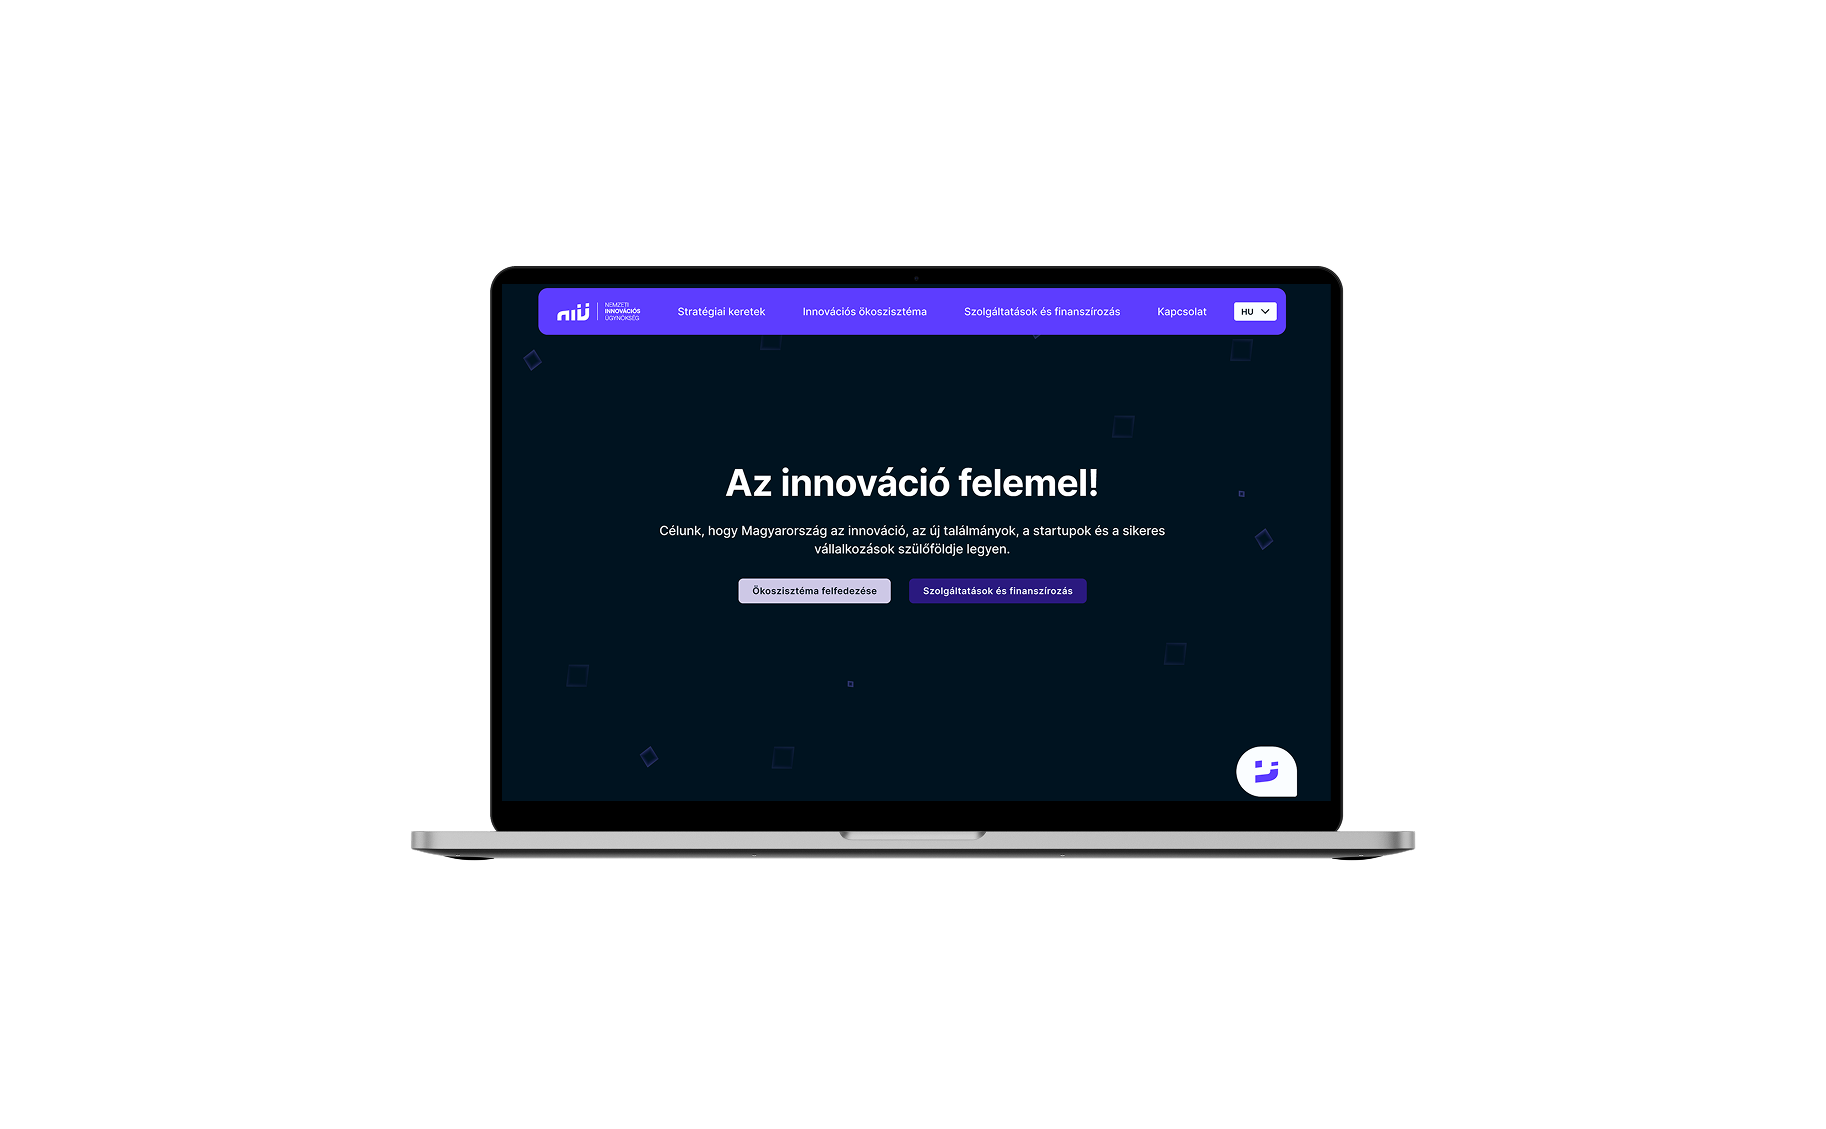 niü
NEMZETI
INNOVÁCIÓS
ÜGYNÖKSÉG
Stratégiai keretek
Innovációs ökoszisztéma
Szolgáltatások és finanszírozás
Kapcsolat
HU
Az innováció felemel!
Célunk, hogy Magyarország az innováció, az új találmányok, a startupok és a sikeres
vállalkozások szülőföldje legyen.
Ökoszisztéma felfedezése
Szolgáltatások és finanszírozás